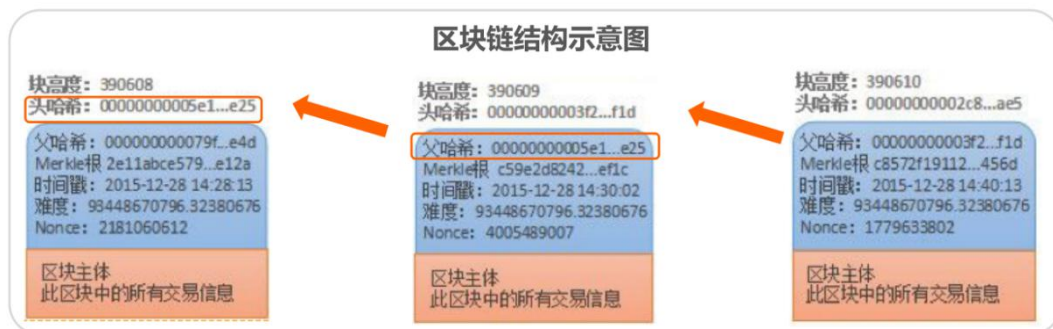 区块链结构示意图
块高度：390608
头哈希：00000000005e1...e25
父哈希：000000000079f...e4d
Merkle根 2e11abce579...e12a
时间戳：2015-12-28 14:28:13
难度：93448670796.32380676
Nonce：2181060612
区块主体
此区块中的所有交易信息
块高度：390609
头哈希：00000000003f2...f1d
父哈希：00000000005e1...e25
Merkle根 c59e2d8242...ef1c
时间戳：2015-12-28 14:30:02
难度：93448670796.32380676
Nonce：4005489007
区块主体
此区块中的所有交易信息
块高度：390610
头哈希：00000000002c8...ae5
父哈希：00000000003f2...f1d
Merkle根 c8572f19112...456d
时间戳：2015-12-28 14:40:13
难度：93448670796.32380676
Nonce：1779633802
区块主体
此区块中的所有交易信息